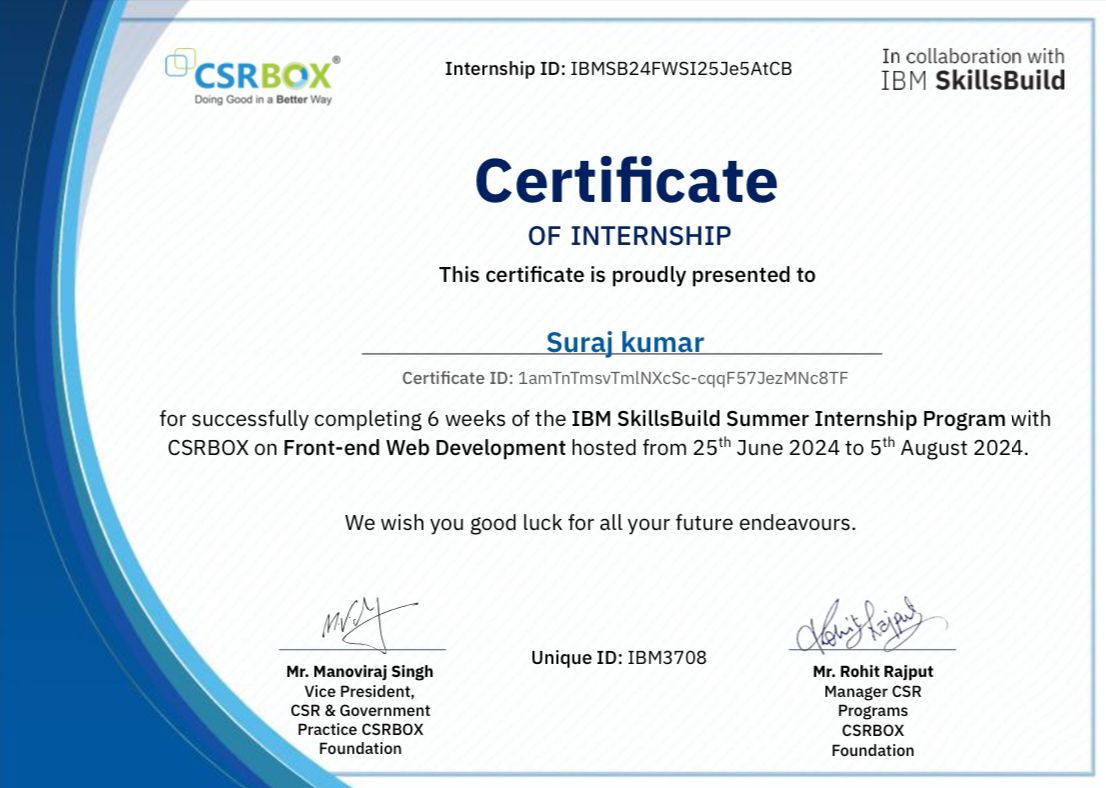 CSRBOX®
Doing Good in a Better Way
Internship ID: IBMSB24FWSI25Je5AtCB
In collaboration with
IBM SkillsBuild
Certificate
OF INTERNSHIP
This certificate is proudly presented to
Suraj kumar
Certificate ID: 1amTnTmsvTmlNXcSc-cqqF57JezMNc8TF
for successfully completing 6 weeks of the IBM SkillsBuild Summer Internship Program with
CSRBOX on Front-end Web Development hosted from 25th June 2024 to 5th August 2024.
We wish you good luck for all your future endeavours.
Rohit Rajput
Mr. Manoviraj Singh
Vice President,
CSR & Government
Practice CSRBOX
Foundation
Unique ID: IBM3708
Mr. Rohit Rajput
Manager CSR
Programs
CSRBOX
Foundation